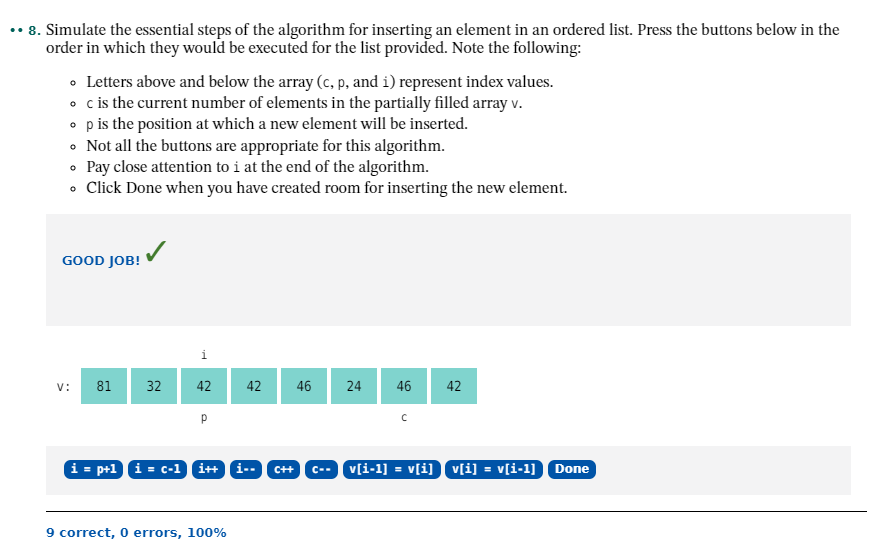 •• 8. Simulate the essential steps of the algorithm for inserting an element in an ordered list. Press the buttons below in the
order in which they would be executed for the list provided. Note the following:
∘ Letters above and below the array (c, p, and i) represent index values.
∘ c is the current number of elements in the partially filled array v.
∘ p is the position at which a new element will be inserted.
∘ Not all the buttons are appropriate for this algorithm.
∘ Pay close attention to i at the end of the algorithm.
∘ Click Done when you have created room for inserting the new element.
GOOD JOB! ✓
i
v: 81 32 42 42 46 24 46 42
p c
i = p+1 i = c-1 i++ i-- c++ c-- v[i-1] = v[i] v[i] = v[i-1] Done
9 correct, 0 errors, 100%